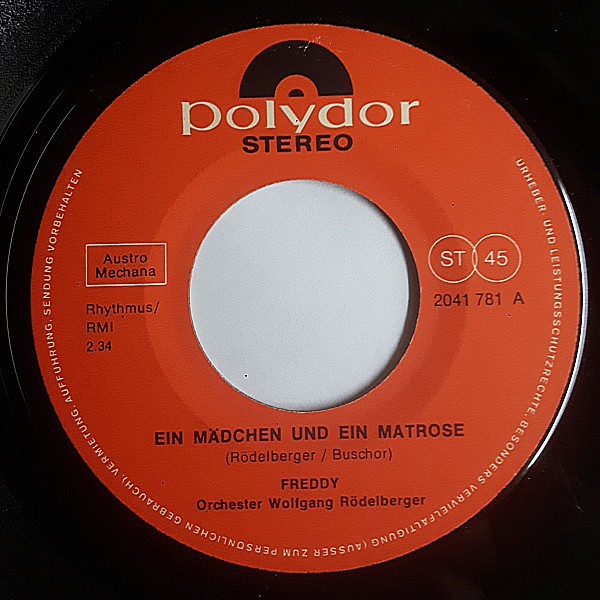 polydor
STEREO
Austro
Mechana
Rhythmus/
RMI
2.34
ST 45
2041 781 A
EIN MÄDCHEN UND EIN MATROSE
(Rödelberger / Buschor)
FREDDY
Orchester Wolfgang Rödelberger
URHEBER- UND LEISTUNGSSCHUTZRECHTE, BESONDERS VERVIELFÄLTIGUNG (AUSSER ZUM PERSÖNLICHEN GEBRAUCH) VERMIETUNG, AUFFÜHRUNG, SENDUNG VORBEHALTEN